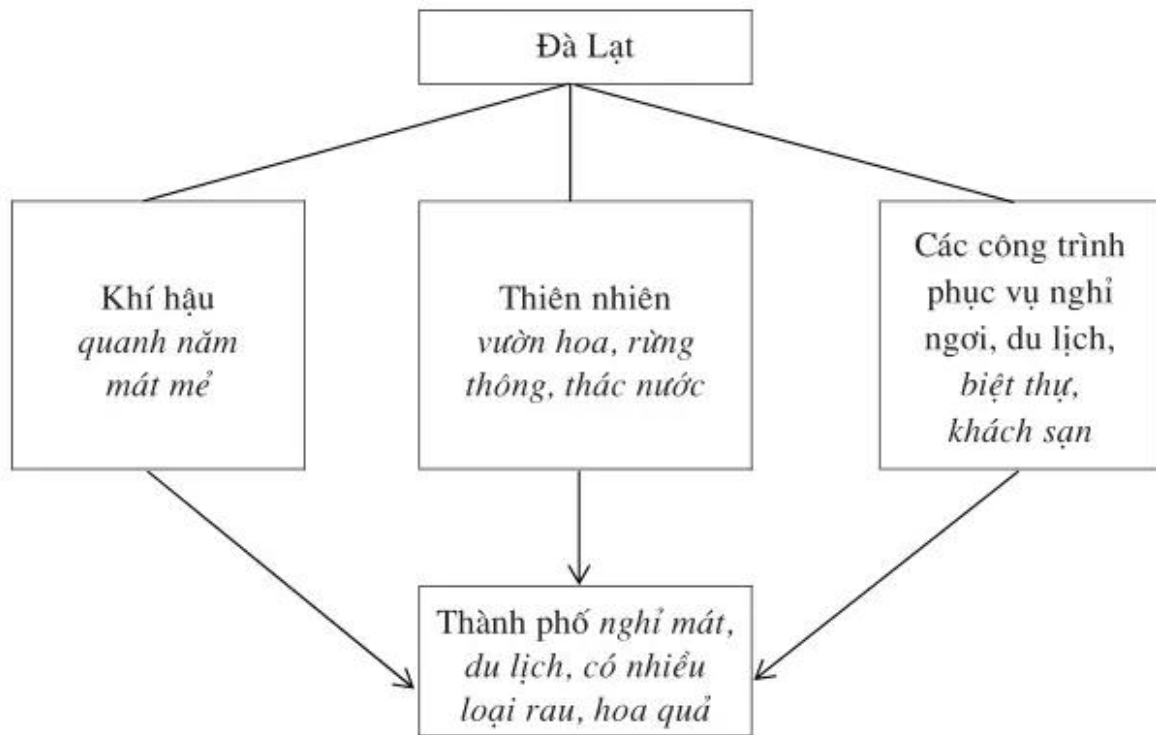 Đà Lạt
Khí hậu
quanh năm
mát mẻ
Thiên nhiên
vườn hoa, rừng
thông, thác nước
Các công trình
phục vụ nghỉ
ngơi, du lịch,
biệt thự,
khách sạn
Thành phố nghỉ mát,
du lịch, có nhiểu
loại rau, hoa quả